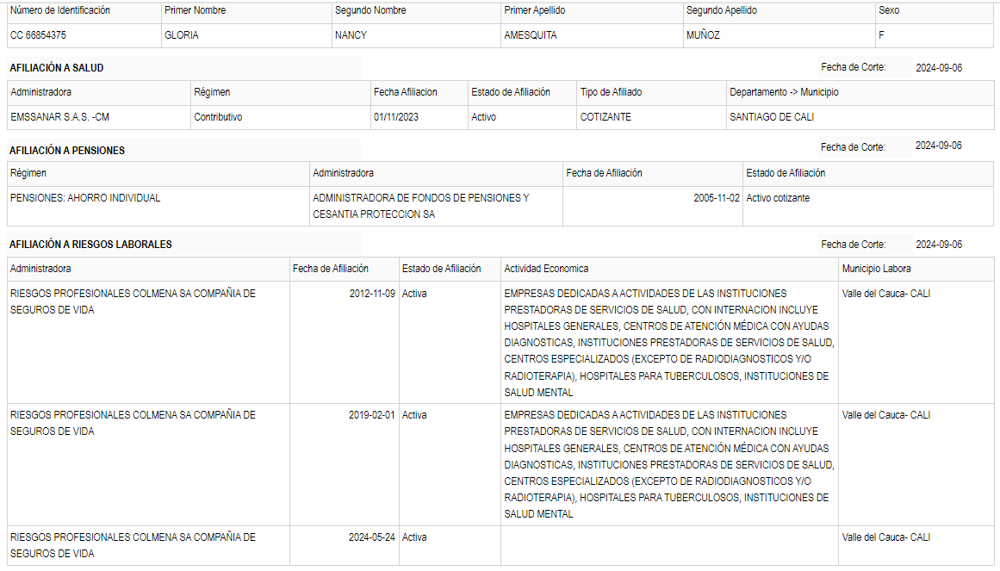 Número de Identificación Primer Nombre Segundo Nombre Primer Apellido Segundo Apellido Sexo
CC 66854375 GLORIA NANCY AMESQUITA MUÑOZ F
AFILIACIÓN A SALUD Fecha de Corte: 2024-09-06
Administradora Régimen Fecha Afiliacion Estado de Afiliación Tipo de Afiliado Departamento -> Municipio
EMSSANAR S.A.S. -CM Contributivo 01/11/2023 Activo COTIZANTE SANTIAGO DE CALI
AFILIACIÓN A PENSIONES Fecha de Corte: 2024-09-06
Régimen Administradora Fecha de Afiliación Estado de Afiliación
PENSIONES: AHORRO INDIVIDUAL ADMINISTRADORA DE FONDOS DE PENSIONES Y 2005-11-02 Activo cotizante
CESANTIA PROTECCION SA
AFILIACIÓN A RIESGOS LABORALES Fecha de Corte: 2024-09-06
Administradora Fecha de Afiliación Estado de Afiliación Actividad Economica Municipio Labora
RIESGOS PROFESIONALES COLMENA SA COMPAÑIA DE 2012-11-09 Activa EMPRESAS DEDICADAS A ACTIVIDADES DE LAS INSTITUCIONES Valle del Cauca- CALI
SEGUROS DE VIDA PRESTADORAS DE SERVICIOS DE SALUD, CON INTERNACION INCLUYE
HOSPITALES GENERALES, CENTROS DE ATENCIÓN MÉDICA CON AYUDAS
DIAGNOSTICAS, INSTITUCIONES PRESTADORAS DE SERVICIOS DE SALUD,
CENTROS ESPECIALIZADOS (EXCEPTO DE RADIODIAGNOSTICOS Y/O
RADIOTERAPIA), HOSPITALES PARA TUBERCULOSOS, INSTITUCIONES DE
SALUD MENTAL
RIESGOS PROFESIONALES COLMENA SA COMPAÑIA DE 2019-02-01 Activa EMPRESAS DEDICADAS A ACTIVIDADES DE LAS INSTITUCIONES Valle del Cauca- CALI
SEGUROS DE VIDA PRESTADORAS DE SERVICIOS DE SALUD, CON INTERNACION INCLUYE
HOSPITALES GENERALES, CENTROS DE ATENCIÓN MÉDICA CON AYUDAS
DIAGNOSTICAS, INSTITUCIONES PRESTADORAS DE SERVICIOS DE SALUD,
CENTROS ESPECIALIZADOS (EXCEPTO DE RADIODIAGNOSTICOS Y/O
RADIOTERAPIA), HOSPITALES PARA TUBERCULOSOS, INSTITUCIONES DE
SALUD MENTAL
RIESGOS PROFESIONALES COLMENA SA COMPAÑIA DE 2024-05-24 Activa Valle del Cauca- CALI
SEGUROS DE VIDA